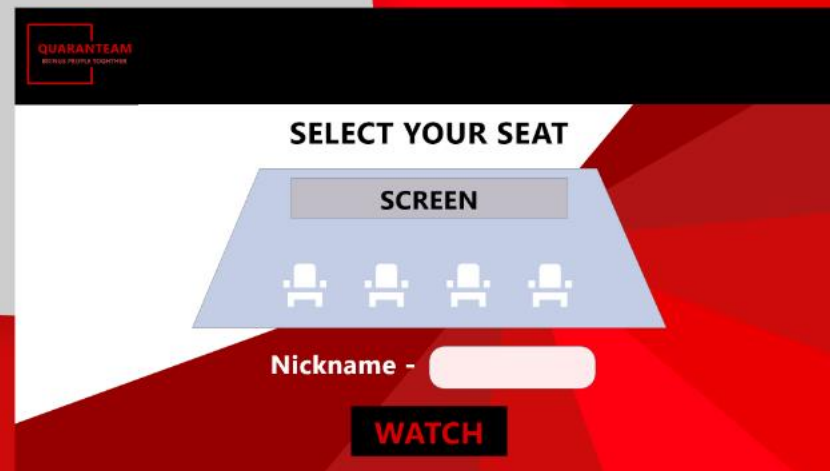 QUARANTEAM
SELECT YOUR SEAT
SCREEN
Nickname -
WATCH